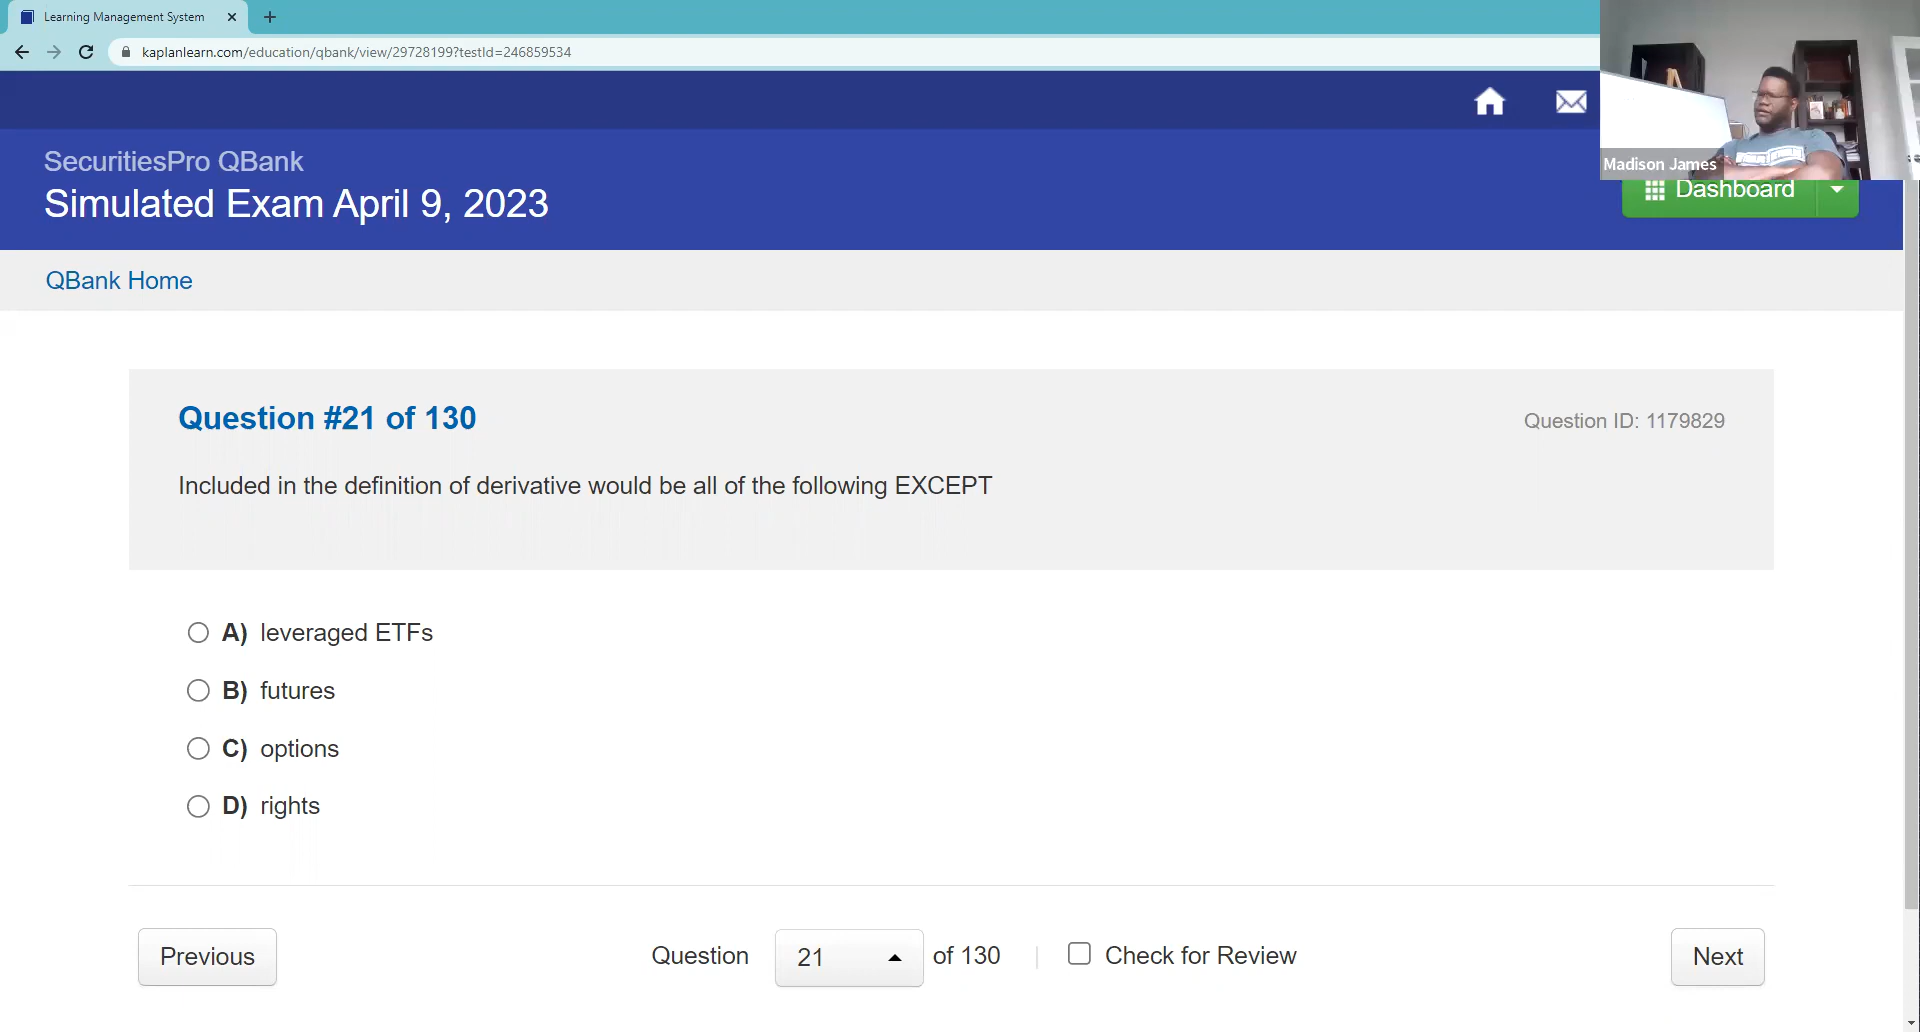 Learning Management System
kaplanlearn.com/education/qbank/view/29728199?testId=246859534
Madison James
SecuritiesPro QBank
Simulated Exam April 9, 2023
Dashboard
QBank Home
Question #21 of 130
Question ID: 1179829
Included in the definition of derivative would be all of the following EXCEPT
A) leveraged ETFs
B) futures
C) options
D) rights
Previous
Question 21 of 130
Check for Review
Next